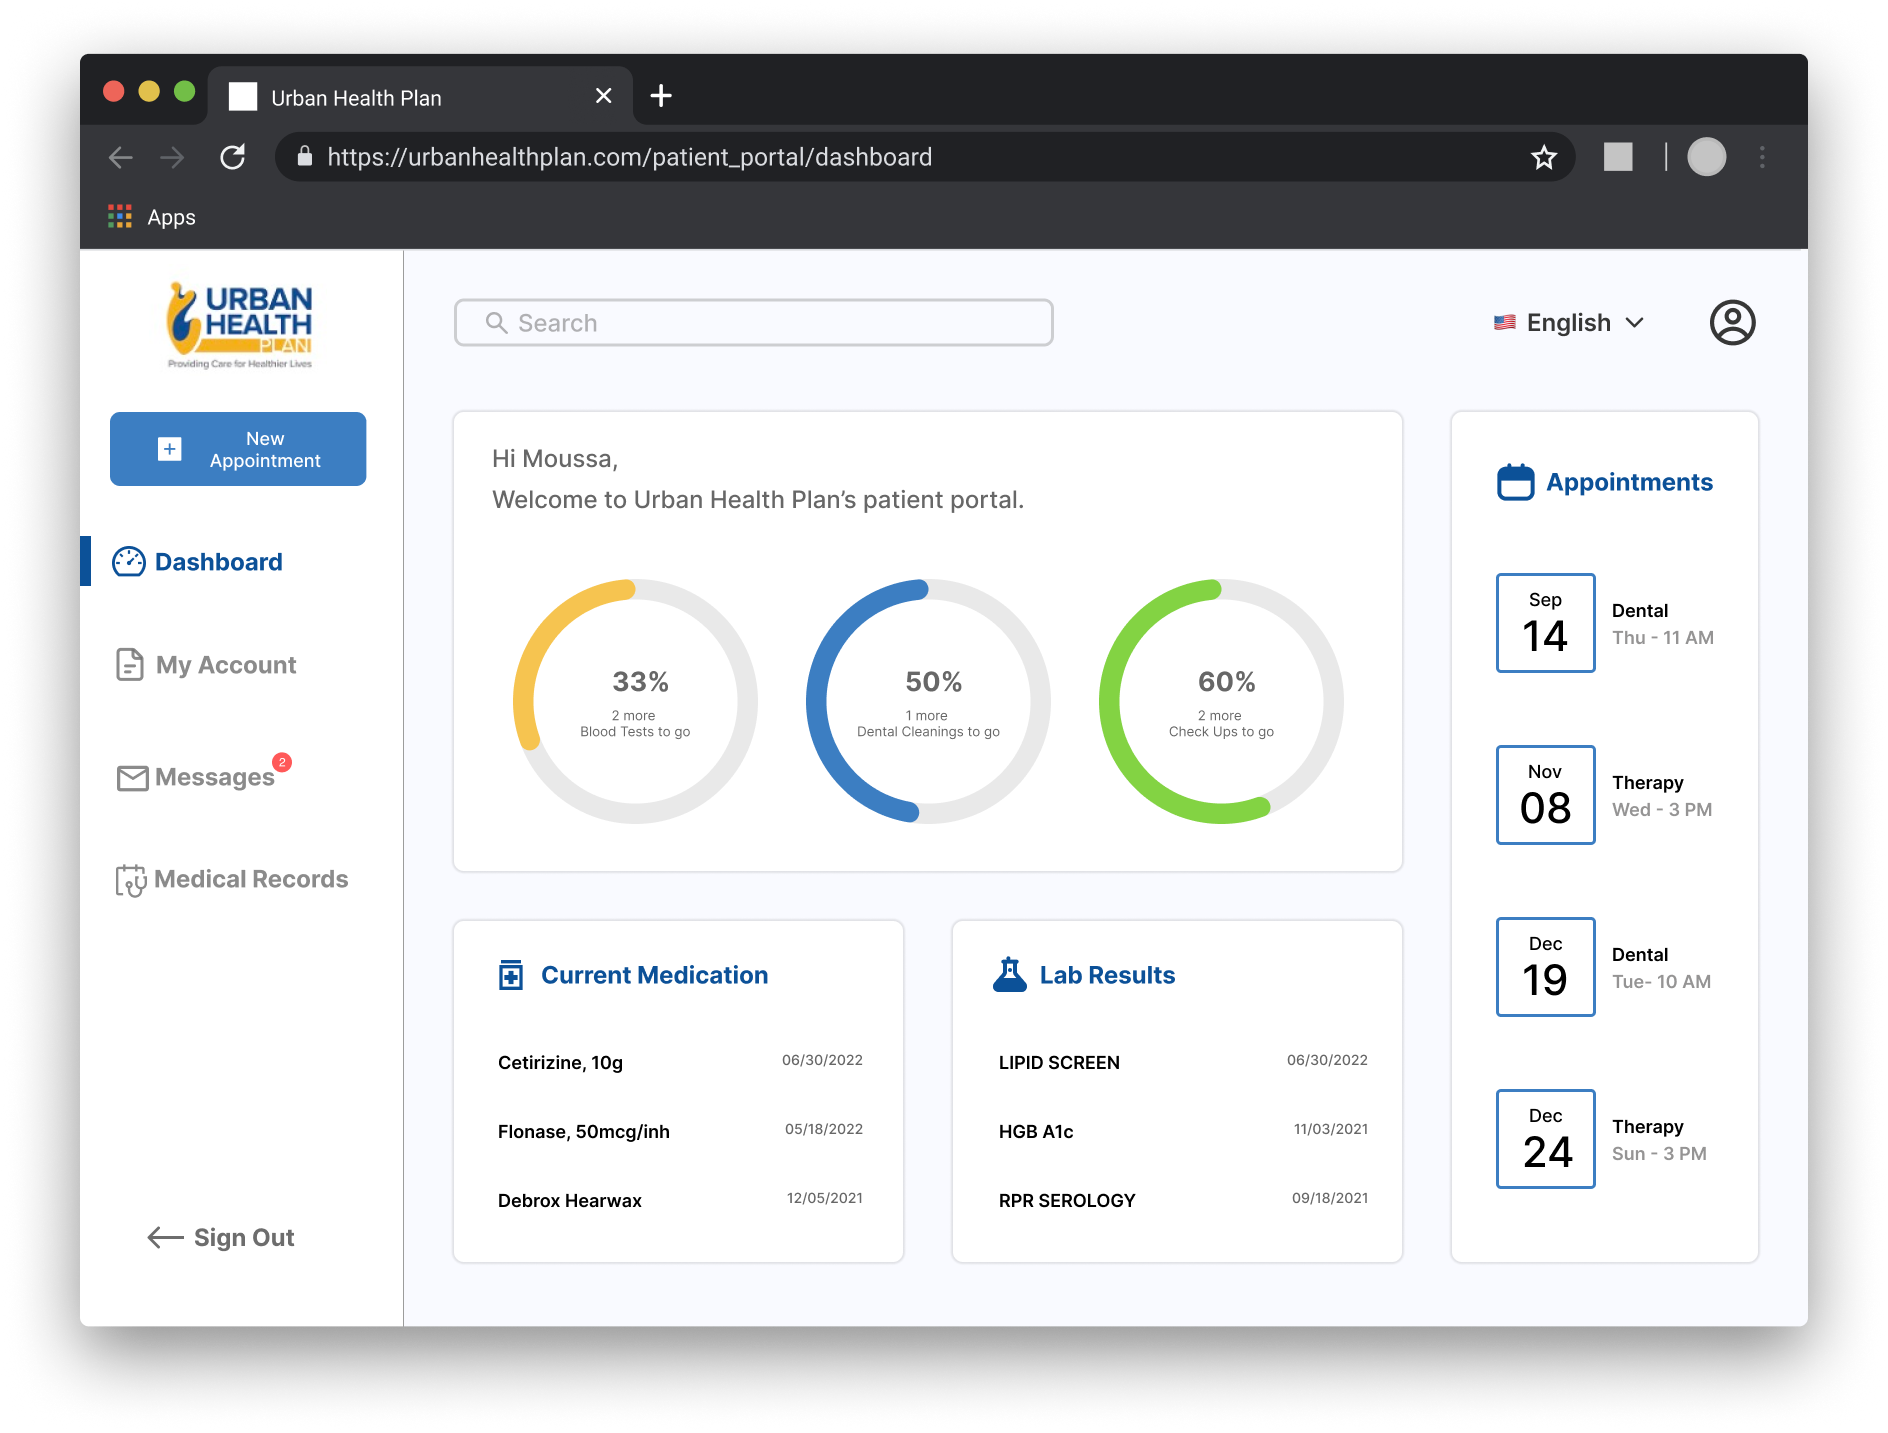 Urban Health Plan
https://urbanhealthplan.com/patient_portal/dashboard
Apps
URBAN
HEALTH
PLAN
Providing Care for Healthier Lives
Search
English
New
Appointment
Dashboard
My Account
Messages 2
Medical Records
Sign Out
Hi Moussa,
Welcome to Urban Health Plan’s patient portal.
33%
2 more
Blood Tests to go
50%
1 more
Dental Cleanings to go
60%
2 more
Check Ups to go
Current Medication
Cetirizine, 10g 06/30/2022
Flonase, 50mcg/inh 05/18/2022
Debrox Hearwax 12/05/2021
Lab Results
LIPID SCREEN 06/30/2022
HGB A1c 11/03/2021
RPR SEROLOGY 09/18/2021
Appointments
Sep
14
Dental
Thu - 11 AM
Nov
08
Therapy
Wed - 3 PM
Dec
19
Dental
Tue- 10 AM
Dec
24
Therapy
Sun - 3 PM